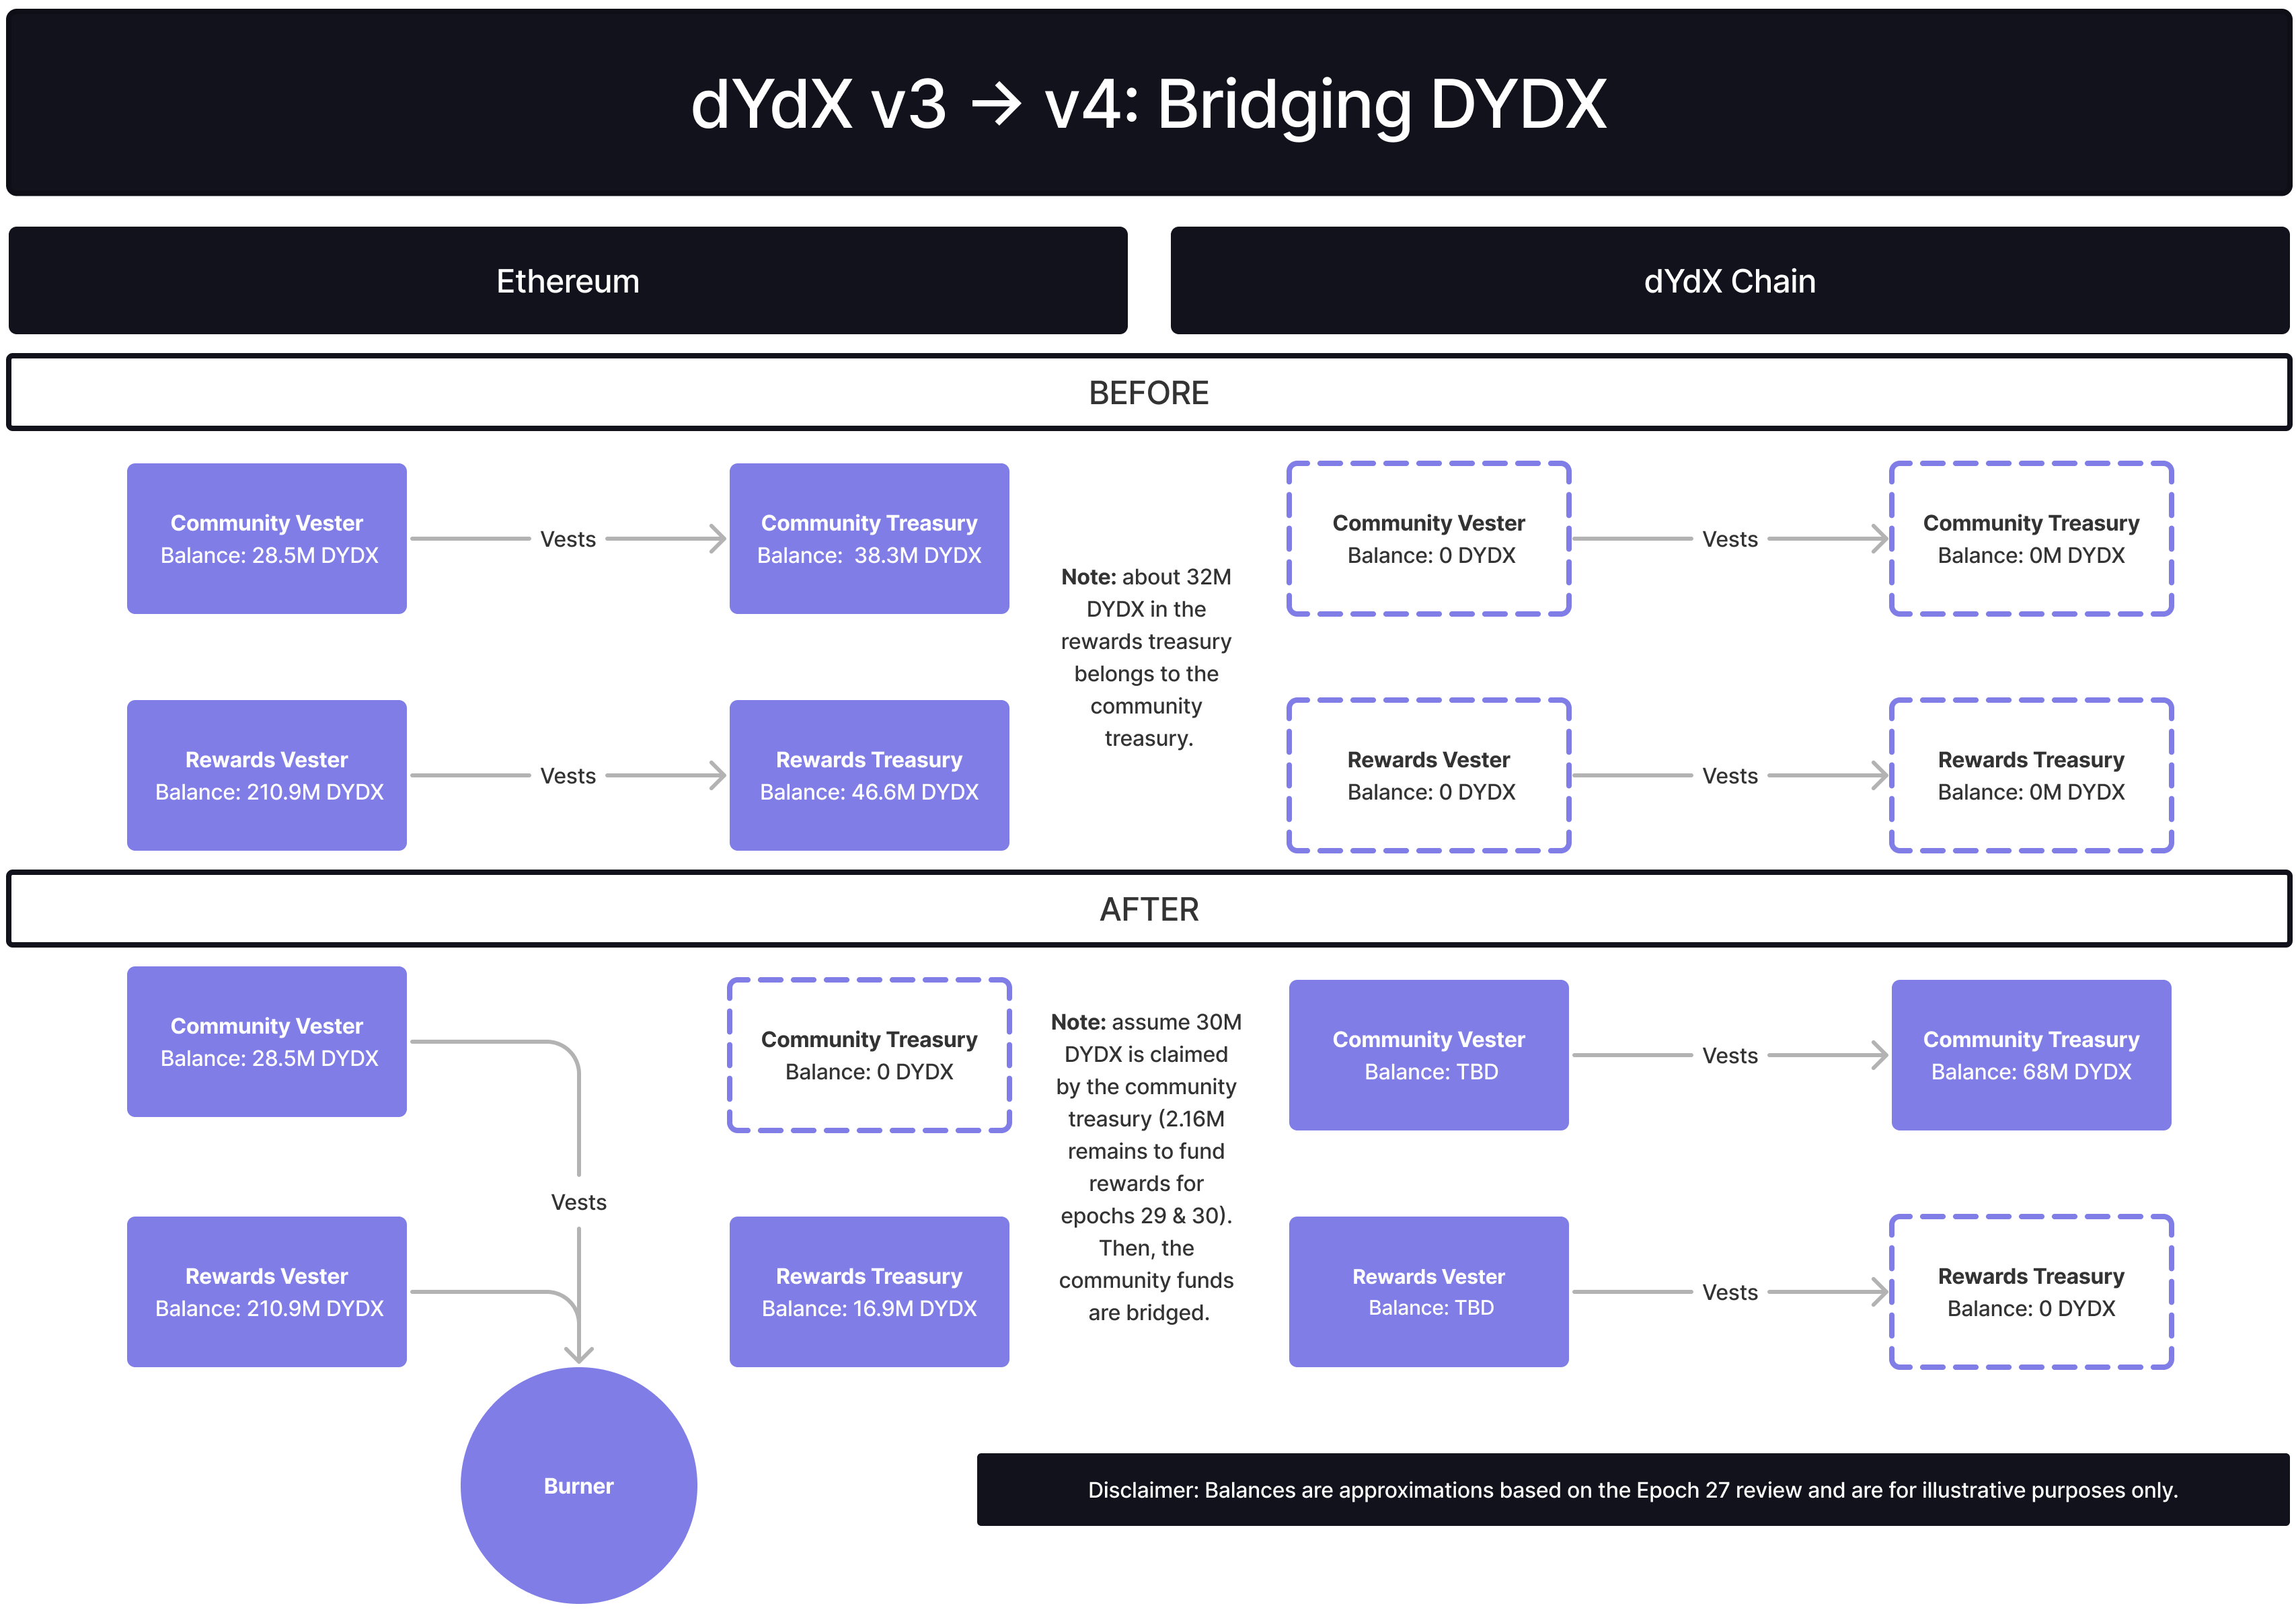 dYdX v3 → v4: Bridging DYDX
Ethereum
dYdX Chain
BEFORE
Community Vester
Balance: 28.5M DYDX
Vests
Community Treasury
Balance:  38.3M DYDX
Rewards Vester
Balance: 210.9M DYDX
Vests
Rewards Treasury
Balance: 46.6M DYDX
Note: about 32M
DYDX in the
rewards treasury
belongs to the
community
treasury.
Community Vester
Balance: 0 DYDX
Vests
Community Treasury
Balance: 0M DYDX
Rewards Vester
Balance: 0 DYDX
Vests
Rewards Treasury
Balance: 0M DYDX
AFTER
Community Vester
Balance: 28.5M DYDX
Community Treasury
Balance: 0 DYDX
Vests
Rewards Vester
Balance: 210.9M DYDX
Rewards Treasury
Balance: 16.9M DYDX
Burner
Note: assume 30M
DYDX is claimed
by the community
treasury (2.16M
remains to fund
rewards for
epochs 29 & 30).
Then, the
community funds
are bridged.
Community Vester
Balance: TBD
Vests
Community Treasury
Balance: 68M DYDX
Rewards Vester
Balance: TBD
Vests
Rewards Treasury
Balance: 0 DYDX
Disclaimer: Balances are approximations based on the Epoch 27 review and are for illustrative purposes only.